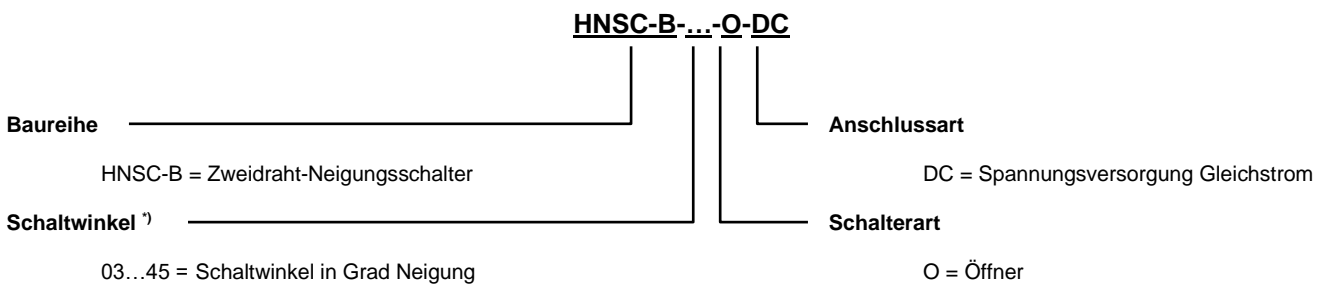 HNSC-B-…-O-DC
Baureihe
HNSC-B = Zweidraht-Neigungsschalter
Schaltwinkel *)
03…45 = Schaltwinkel in Grad Neigung
Anschlussart
DC = Spannungsversorgung Gleichstrom
Schalterart
O = Öffner